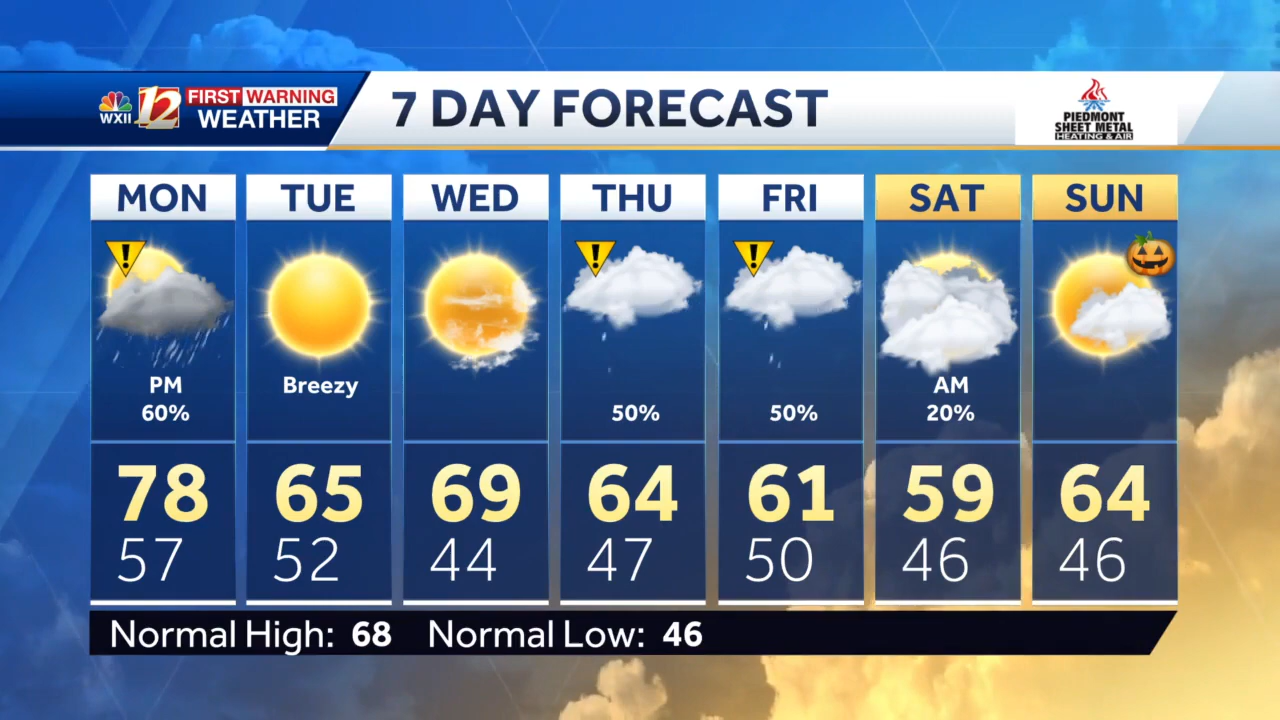 WXII 12 FIRST WARNING
WEATHER
7 DAY FORECAST
PIEDMONT
SHEET METAL
HEATING & AIR
MON TUE WED THU FRI SAT SUN
! ! !
PM Breezy AM
60% 50% 50% 20%
78 65 69 64 61 59 64
57 52 44 47 50 46 46
Normal High: 68 Normal Low: 46